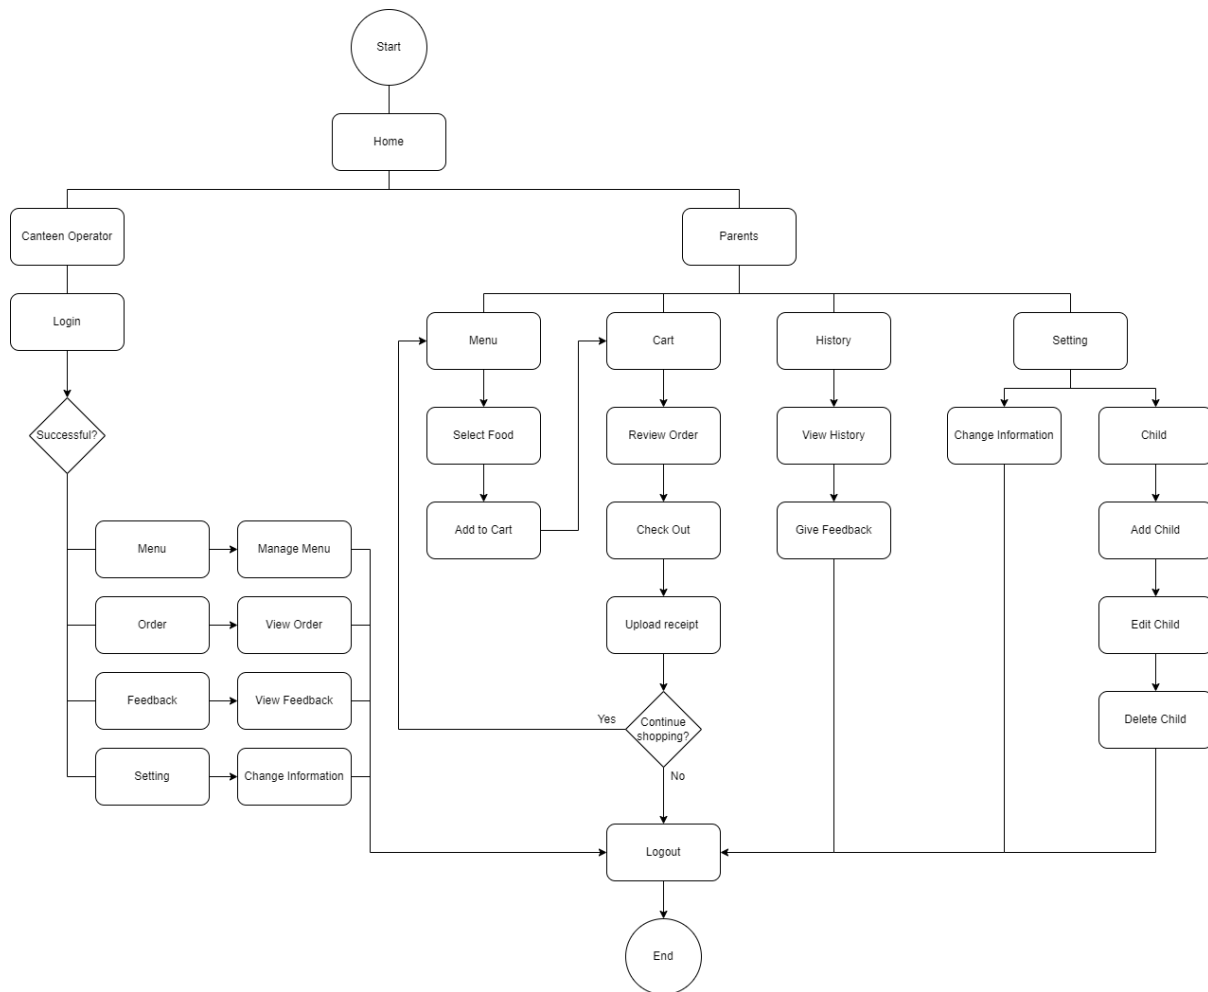 Start
Home
Canteen Operator
Parents
Login
Menu
Cart
History
Setting
Successful?
Select Food
Review Order
View History
Change Information
Child
Add to Cart
Check Out
Give Feedback
Add Child
Menu
Manage Menu
Order
View Order
Upload receipt
Edit Child
Feedback
View Feedback
Yes
Continue
shopping?
Delete Child
Setting
Change Information
No
Logout
End